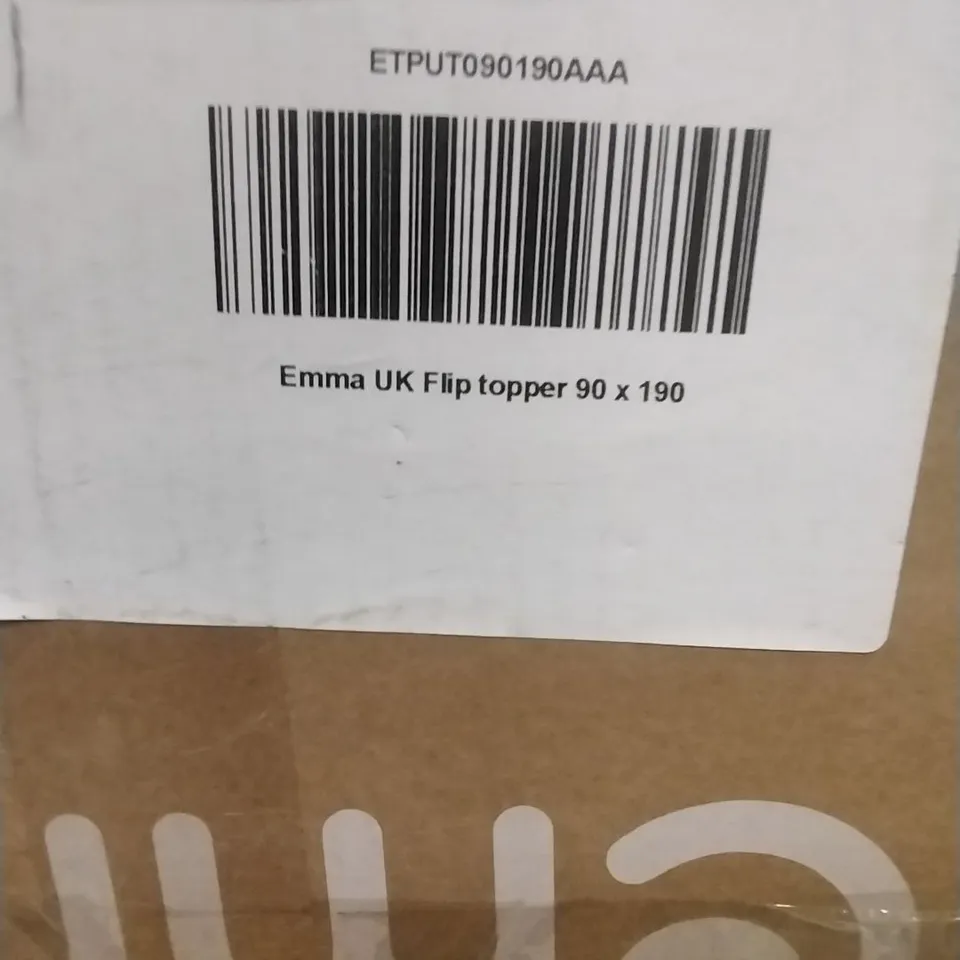 ETPUT090190AAA
Emma UK Flip topper 90 x 190